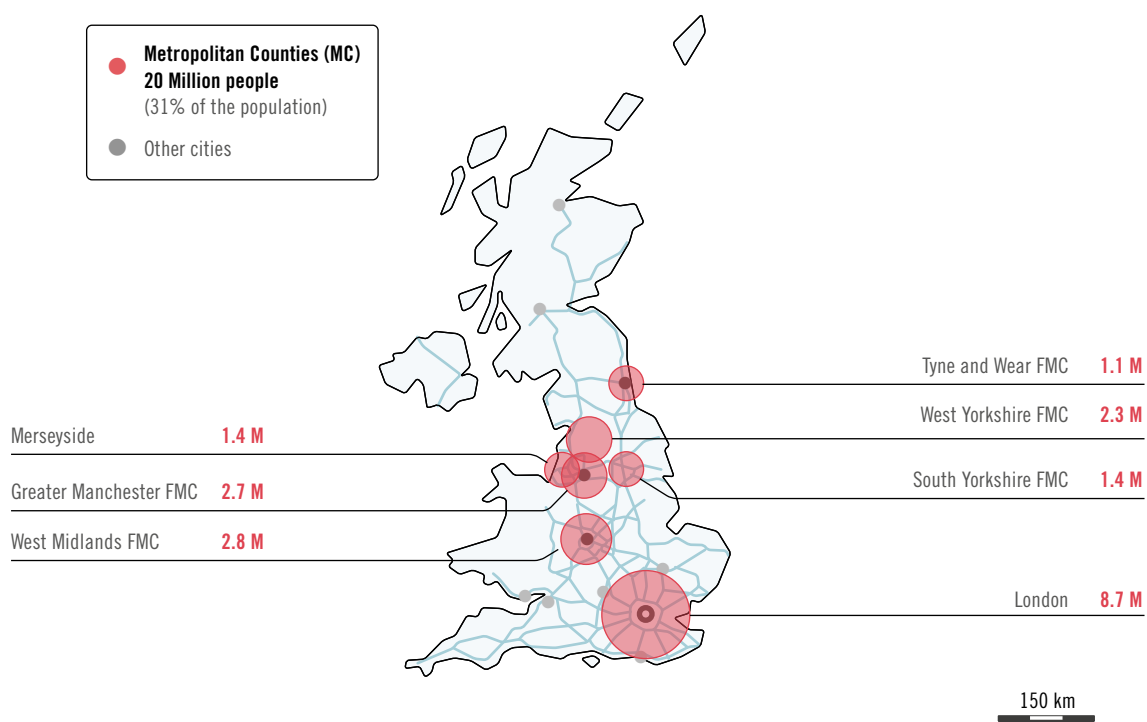 Metropolitan Counties (MC)
20 Million people
(31% of the population)
Other cities
Tyne and Wear FMC 1.1 M
West Yorkshire FMC 2.3 M
Merseyside 1.4 M
South Yorkshire FMC 1.4 M
Greater Manchester FMC 2.7 M
West Midlands FMC 2.8 M
London 8.7 M
150 km